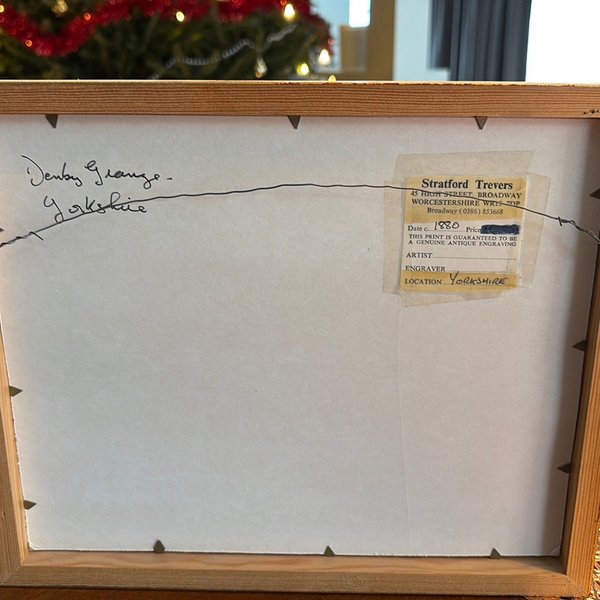 Denby Grange -
Yorkshire
Stratford Trevers
45 HIGH STREET, BROADWAY
WORCESTERSHIRE WR12 7DP
Broadway (0386) 853668
Date c. 1880 Price
THIS PRINT IS GUARANTEED TO BE
A GENUINE ANTIQUE ENGRAVING
ARTIST
ENGRAVER
LOCATION YORKSHIRE